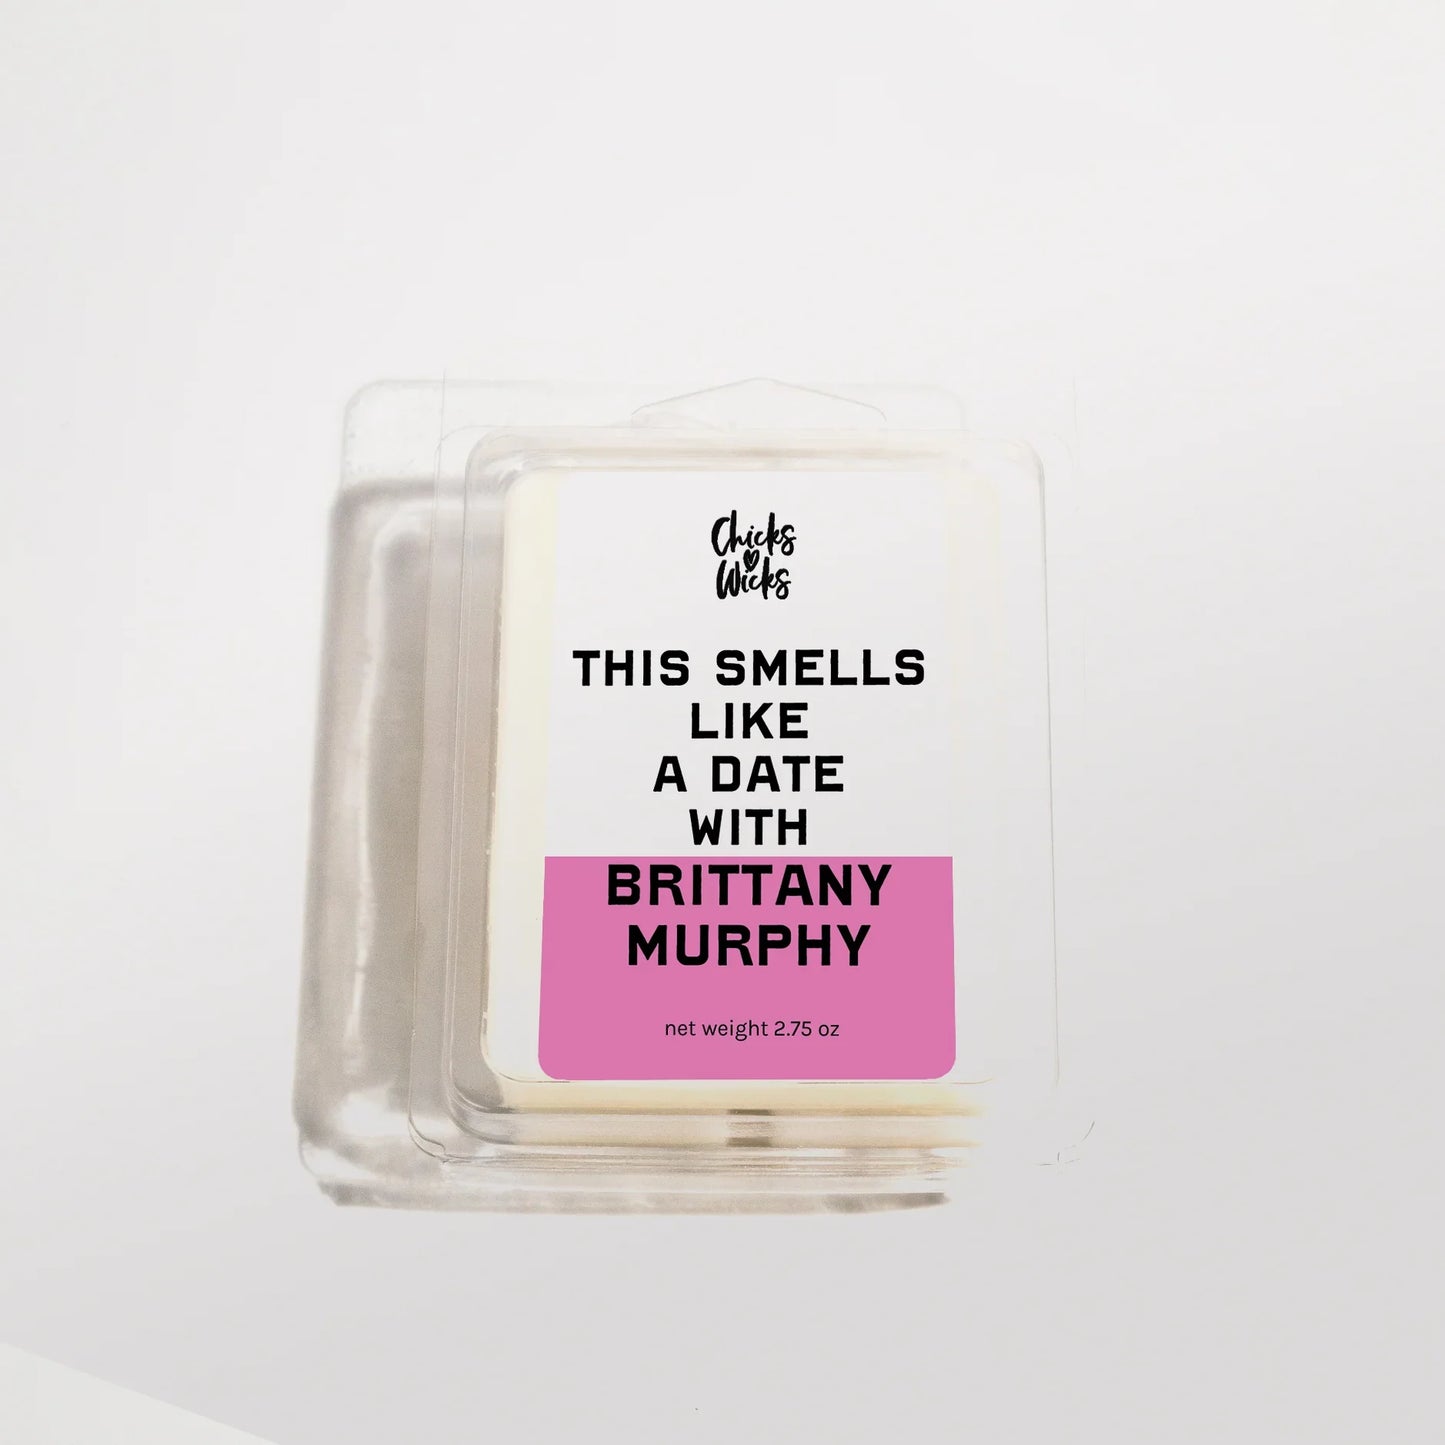 Chicks
Wicks
THIS SMELLS
LIKE
A DATE
WITH
BRITTANY
MURPHY
net weight 2.75 oz